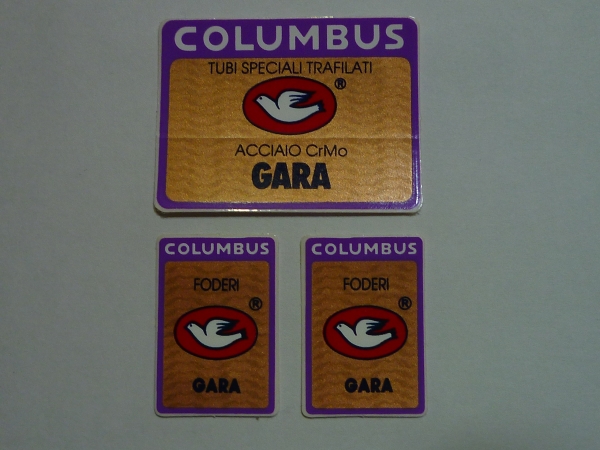 COLUMBUS
TUBI SPECIALI TRAFILATI
®
ACCIAIO CrMo
GARA
COLUMBUS
FODERI
®
GARA
COLUMBUS
FODERI
®
GARA